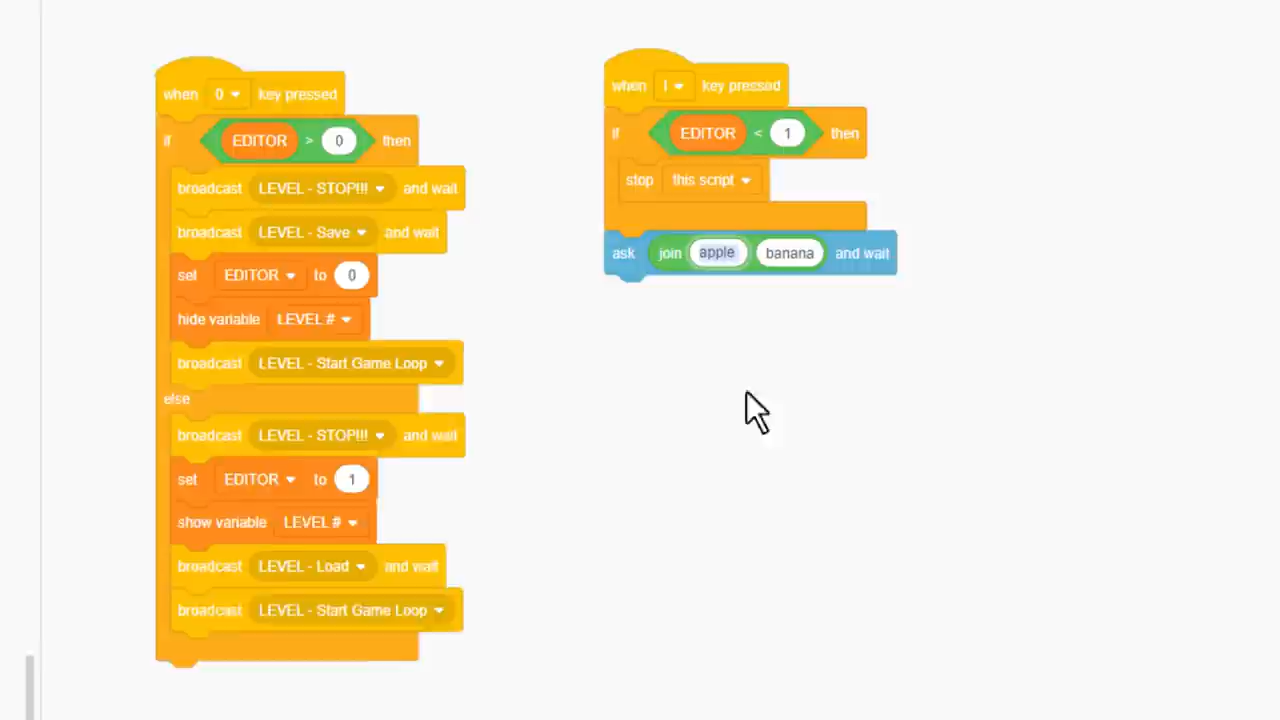 when 0 key pressed
if EDITOR > 0 then
broadcast LEVEL - STOP!!! and wait
broadcast LEVEL - Save and wait
set EDITOR to 0
hide variable LEVEL #
broadcast LEVEL - Start Game Loop
else
broadcast LEVEL - STOP!!! and wait
set EDITOR to 1
show variable LEVEL #
broadcast LEVEL - Load and wait
broadcast LEVEL - Start Game Loop
when l key pressed
if EDITOR < 1 then
stop this script
ask join apple banana and wait